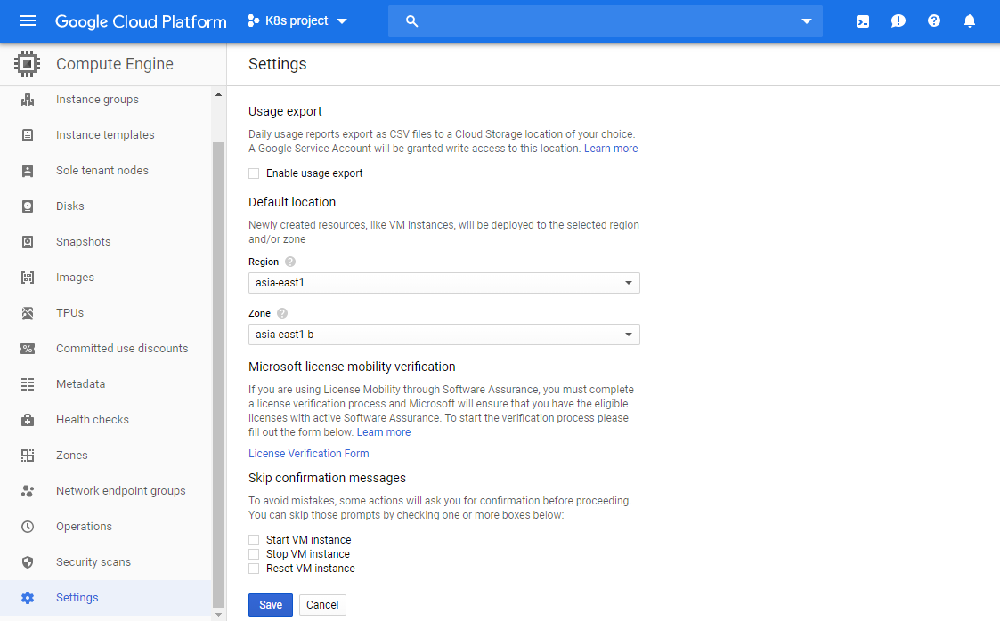 Google Cloud Platform
K8s project
Compute Engine
Settings
Instance groups
Instance templates
Sole tenant nodes
Disks
Snapshots
Images
TPUs
Committed use discounts
Metadata
Health checks
Zones
Network endpoint groups
Operations
Security scans
Settings
Usage export
Daily usage reports export as CSV files to a Cloud Storage location of your choice.
A Google Service Account will be granted write access to this location. Learn more
Enable usage export
Default location
Newly created resources, like VM instances, will be deployed to the selected region
and/or zone
Region
asia-east1
Zone
asia-east1-b
Microsoft license mobility verification
If you are using License Mobility through Software Assurance, you must complete
a license verification process and Microsoft will ensure that you have the eligible
licenses with active Software Assurance. To start the verification process please
fill out the form below. Learn more
License Verification Form
Skip confirmation messages
To avoid mistakes, some actions will ask you for confirmation before proceeding.
You can skip those prompts by checking one or more boxes below:
Start VM instance
Stop VM instance
Reset VM instance
Save Cancel